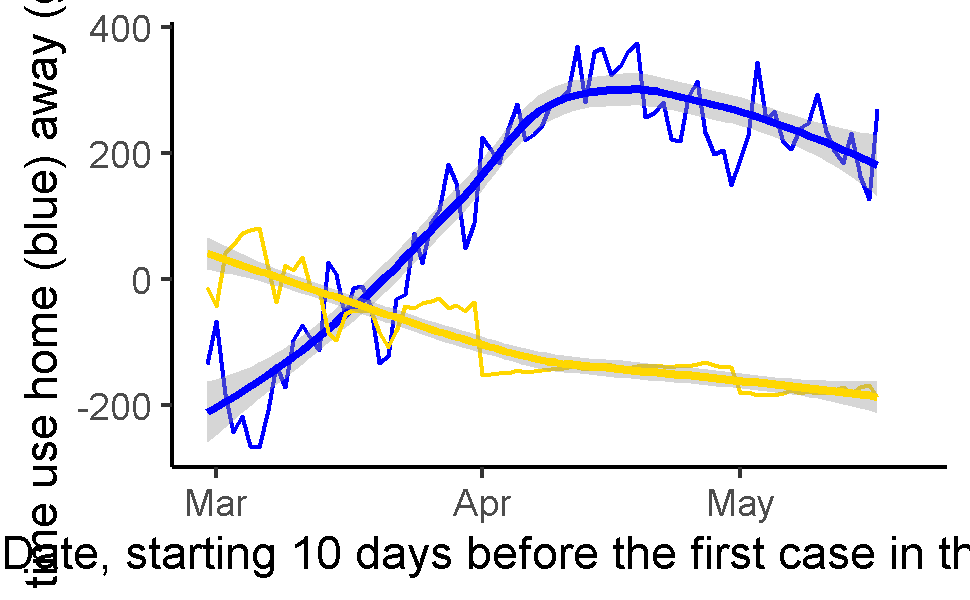 time use home (blue) away (
400
200
0
-200
Mar Apr May
Date, starting 10 days before the first case in th